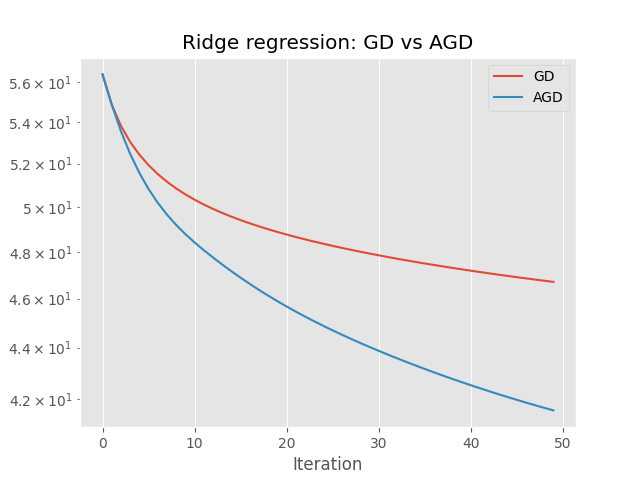 Ridge regression: GD vs AGD
GD
AGD
5.6 × 10¹
5.4 × 10¹
5.2 × 10¹
5 × 10¹
4.8 × 10¹
4.6 × 10¹
4.4 × 10¹
4.2 × 10¹
0 10 20 30 40 50
Iteration